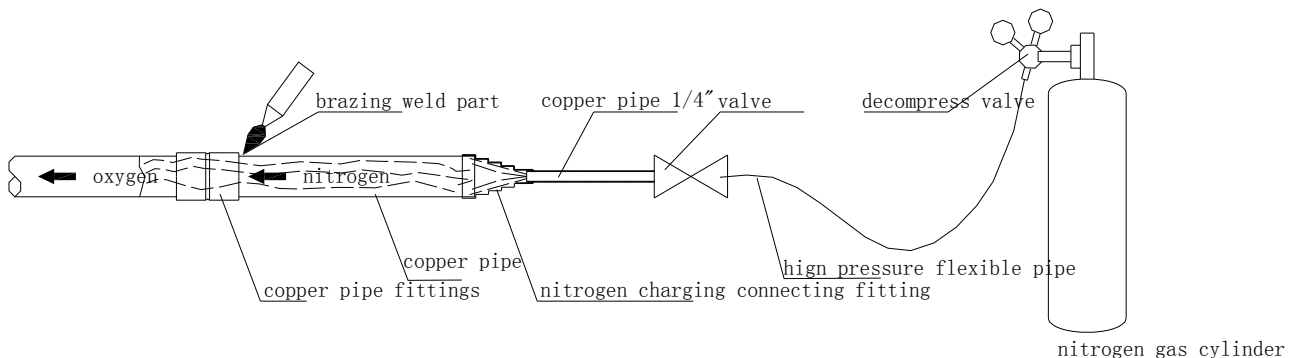 brazing weld part
copper pipe 1/4" valve
decompress valve
oxygen
nitrogen
copper pipe
hign pressure flexible pipe
copper pipe fittings
nitrogen charging connecting fitting
nitrogen gas cylinder